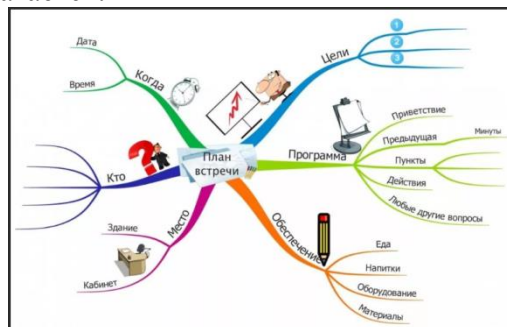 План
встречи
Цели
1
2
3
Программа
Приветствие
Предыдущая
Минуты
Пункты
Действия
Любые другие вопросы
Обеспечение
Еда
Напитки
Оборудование
Материалы
Место
Здание
Кабинет
Кто
Когда
Дата
Время